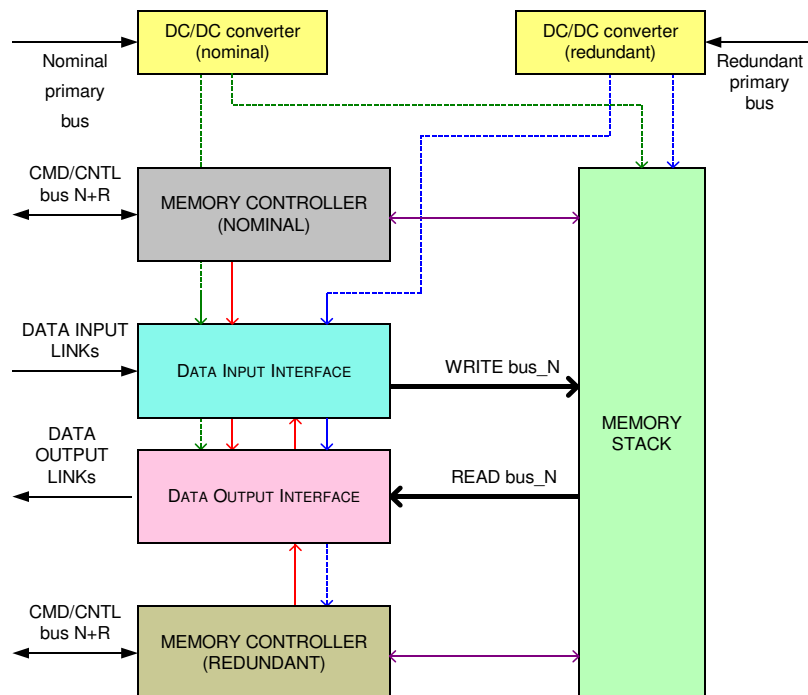 DC/DC converter
(nominal)
DC/DC converter
(redundant)
Nominal
primary
bus
Redundant
primary
bus
CMD/CNTL
bus N+R
MEMORY CONTROLLER
(NOMINAL)
DATA INPUT
LINKs
DATA INPUT INTERFACE
WRITE bus_N
MEMORY
STACK
DATA
OUTPUT
LINKs
DATA OUTPUT INTERFACE
READ bus_N
CMD/CNTL
bus N+R
MEMORY CONTROLLER
(REDUNDANT)